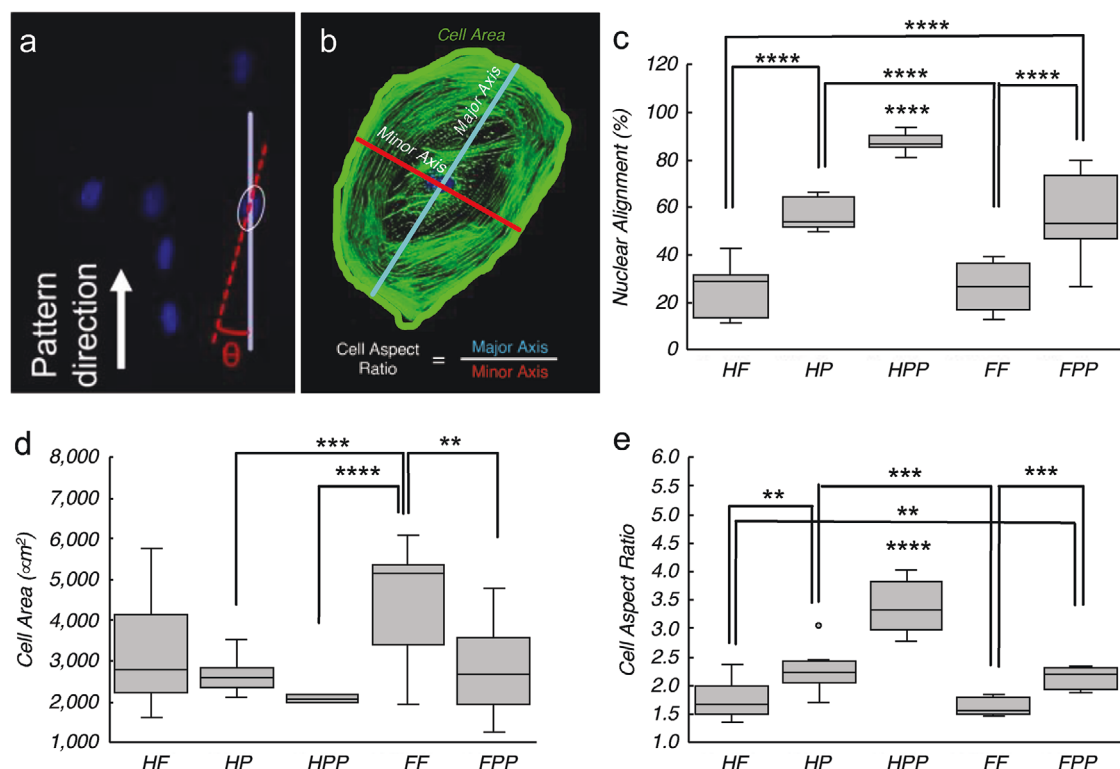 a
Pattern
direction
θ
b
Cell Area
Major Axis
Minor Axis
Cell Aspect
Ratio
=
Major Axis
Minor Axis
c
Nuclear Alignment (%)
120
100
80
60
40
20
0
****
****
****
****
****
HF HP HPP FF FPP
d
Cell Area (∝m²)
8,000
7,000
6,000
5,000
4,000
3,000
2,000
1,000
***
**
****
HF HP HPP FF FPP
e
Cell Aspect Ratio
6.0
5.5
5.0
4.5
4.0
3.5
3.0
2.5
2.0
1.5
1.0
***
***
**
**
****
HF HP HPP FF FPP